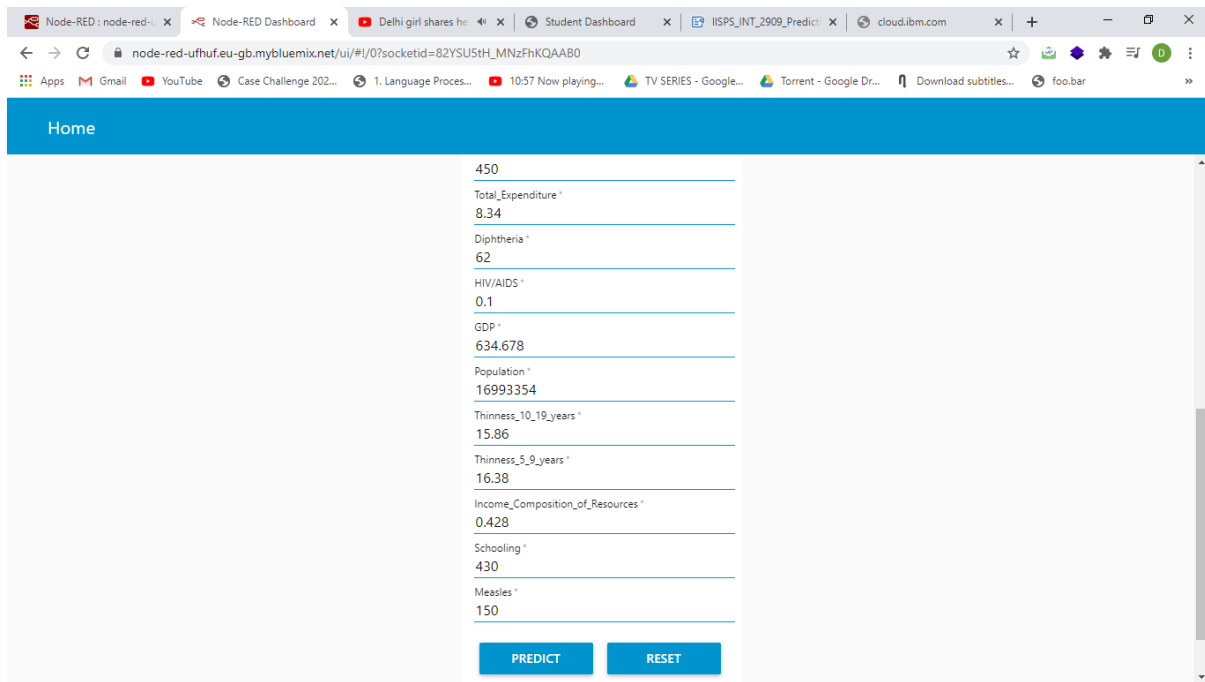 Node-RED : node-red-u
Node-RED Dashboard
Delhi girl shares he
Student Dashboard
IISPS_INT_2909_Predicti
cloud.ibm.com
node-red-ufhuf.eu-gb.mybluemix.net/ui/#!/0?socketid=82YSU5tH_MNzFhKQAAB0
D
Apps
Gmail
YouTube
Case Challenge 202...
1. Language Proces...
10:57 Now playing...
TV SERIES - Google...
Torrent - Google Dr...
Download subtitles...
foo.bar
»
Home
450
Total_Expenditure *
8.34
Diphtheria *
62
HIV/AIDS *
0.1
GDP *
634.678
Population *
16993354
Thinness_10_19_years *
15.86
Thinness_5_9_years *
16.38
Income_Composition_of_Resources *
0.428
Schooling *
430
Measles *
150
PREDICT
RESET